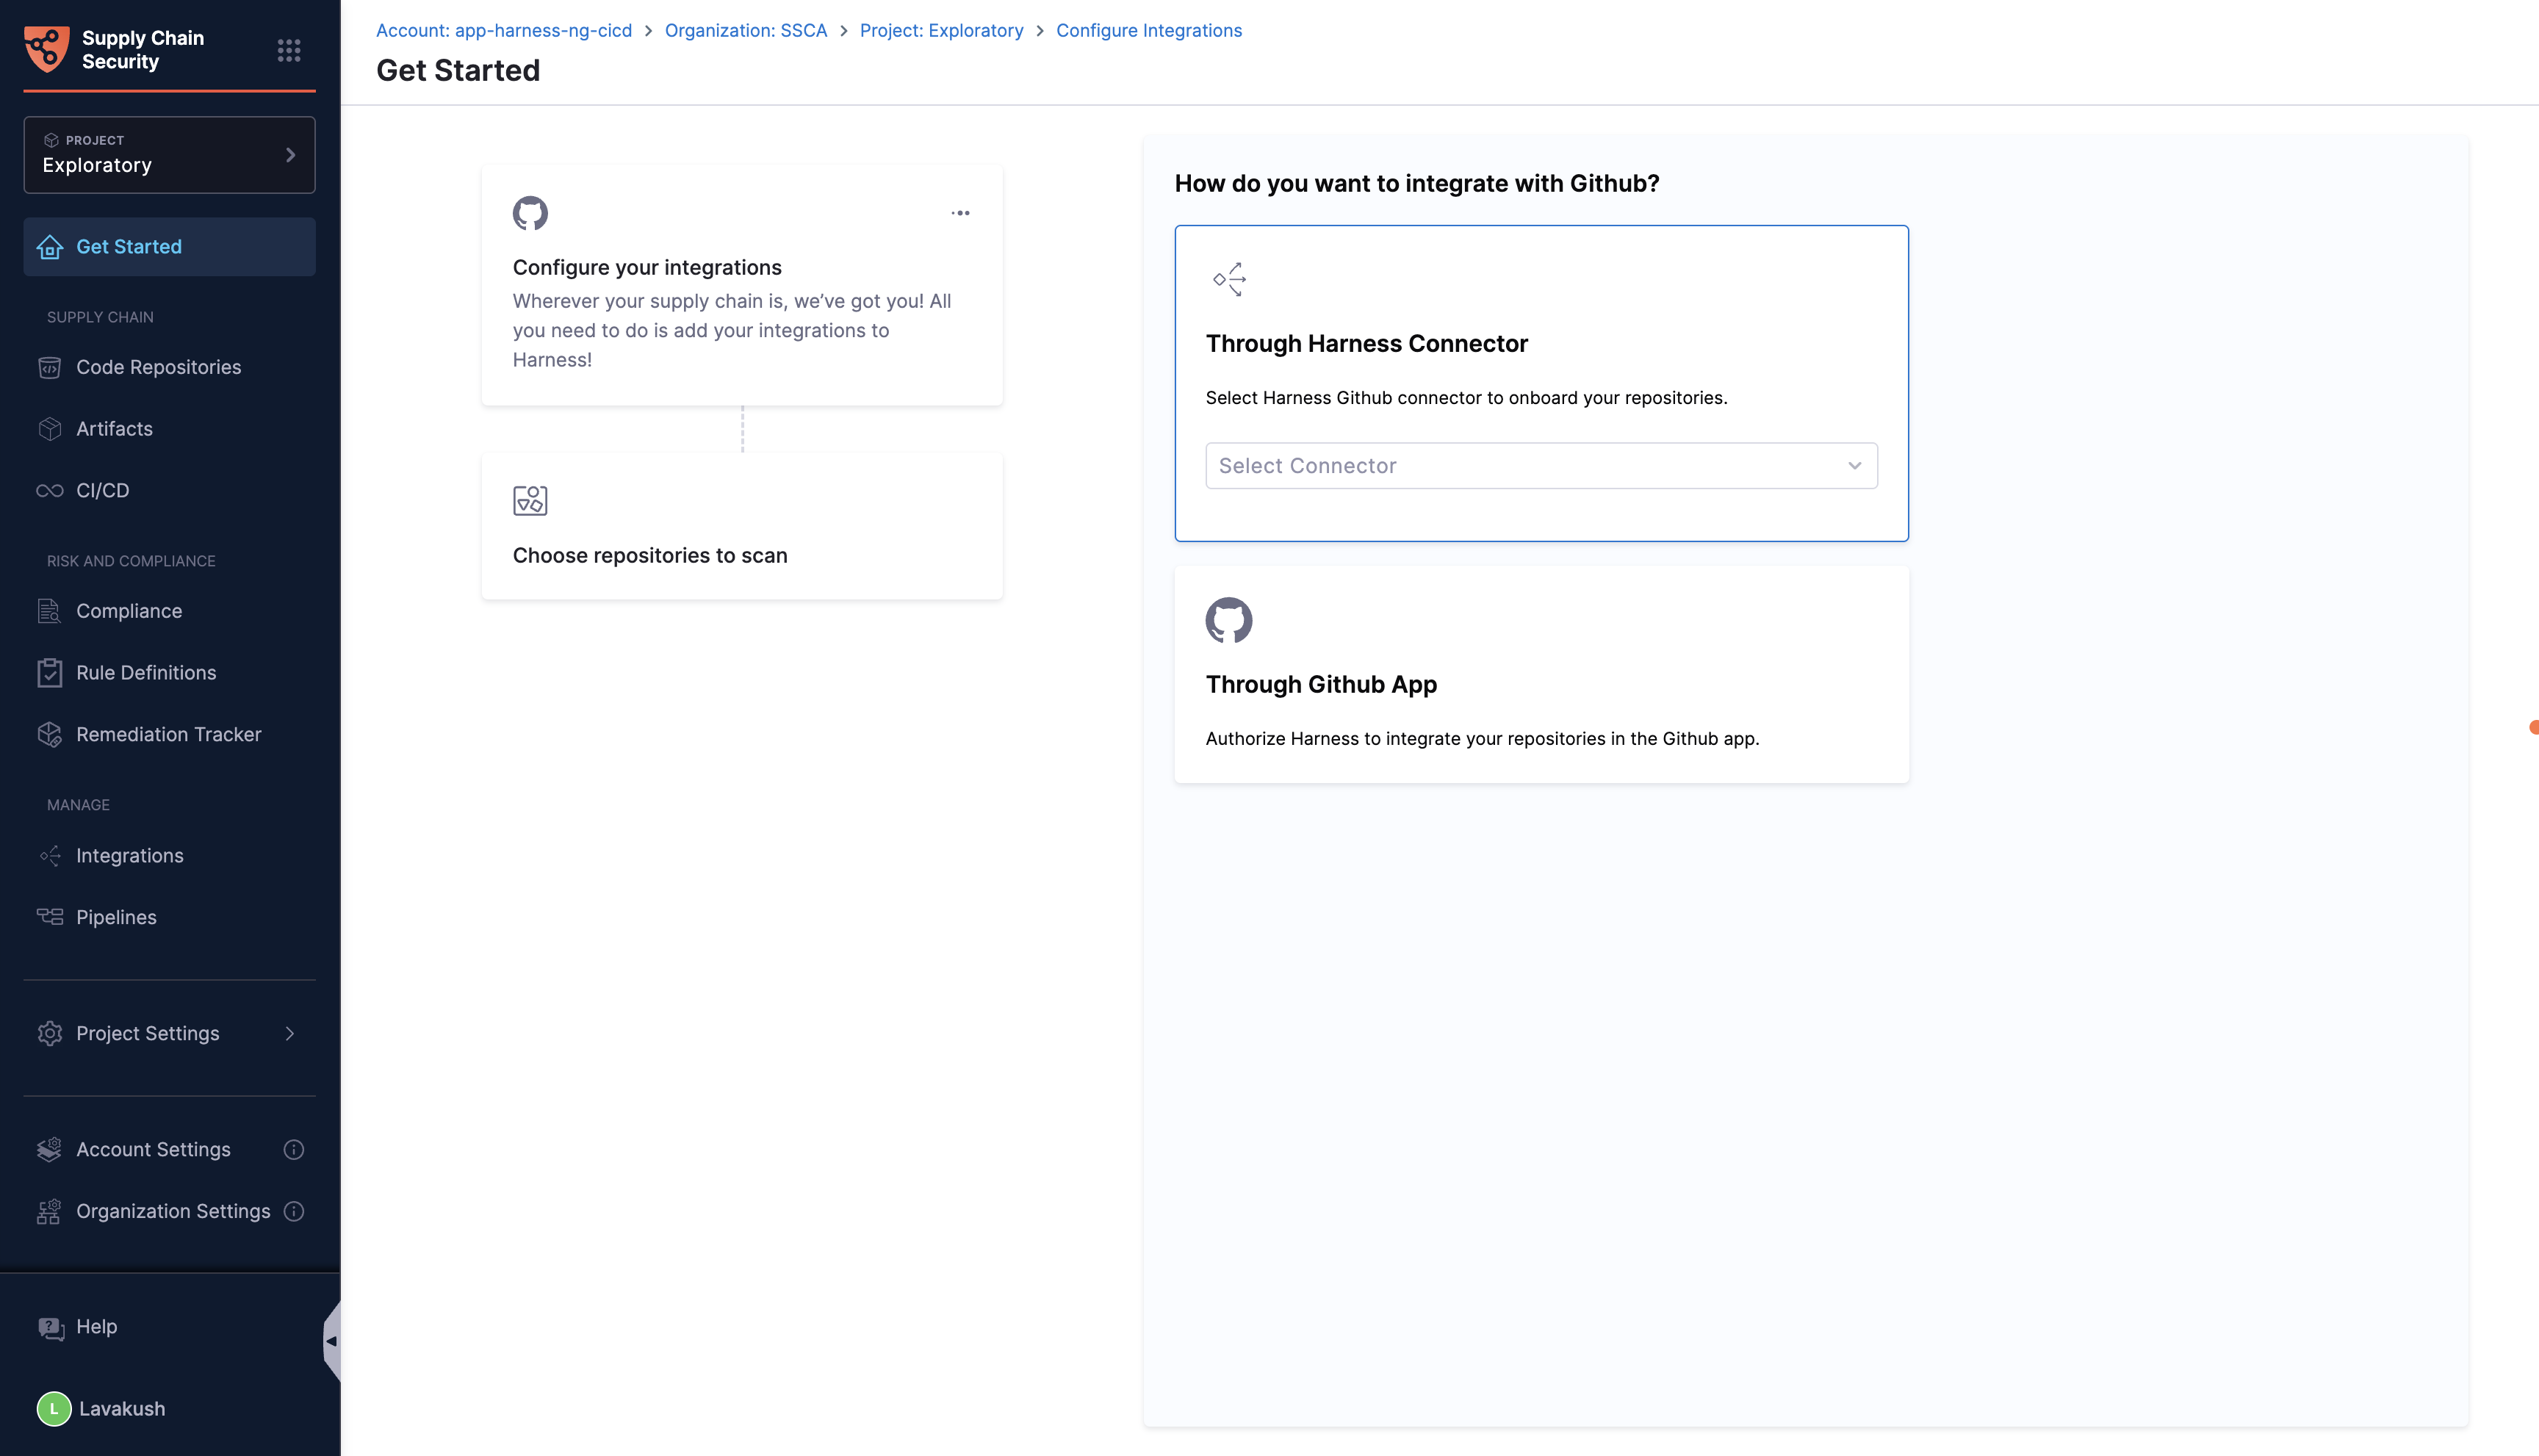 Supply Chain
Security
PROJECT
Exploratory
Get Started
SUPPLY CHAIN
Code Repositories
Artifacts
CI/CD
RISK AND COMPLIANCE
Compliance
Rule Definitions
Remediation Tracker
MANAGE
Integrations
Pipelines
Project Settings
Account Settings
Organization Settings
Help
L Lavakush
Account: app-harness-ng-cicd > Organization: SSCA > Project: Exploratory > Configure Integrations
Get Started
Configure your integrations
Wherever your supply chain is, we’ve got you! All
you need to do is add your integrations to
Harness!
Choose repositories to scan
How do you want to integrate with Github?
Through Harness Connector
Select Harness Github connector to onboard your repositories.
Select Connector
Through Github App
Authorize Harness to integrate your repositories in the Github app.